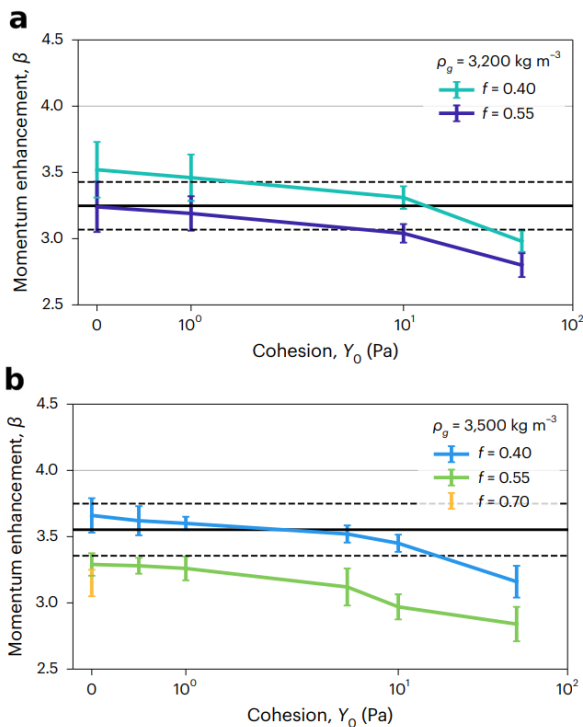 a
ρg = 3,200 kg m⁻³
f = 0.40
f = 0.55
Momentum enhancement, β
4.5
4.0
3.5
3.0
2.5
0
10⁰
10¹
10²
Cohesion, Y₀ (Pa)
b
ρg = 3,500 kg m⁻³
f = 0.40
f = 0.55
f = 0.70
Momentum enhancement, β
4.5
4.0
3.5
3.0
2.5
0
10⁰
10¹
10²
Cohesion, Y₀ (Pa)